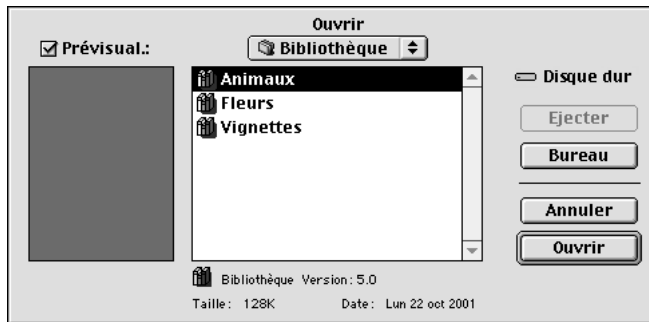 Ouvrir
Prévisual.:
Bibliothèque
Animaux
Fleurs
Vignettes
Disque dur
Ejecter
Bureau
Annuler
Ouvrir
Bibliothèque Version: 5.0
Taille: 128K Date: Lun 22 oct 2001